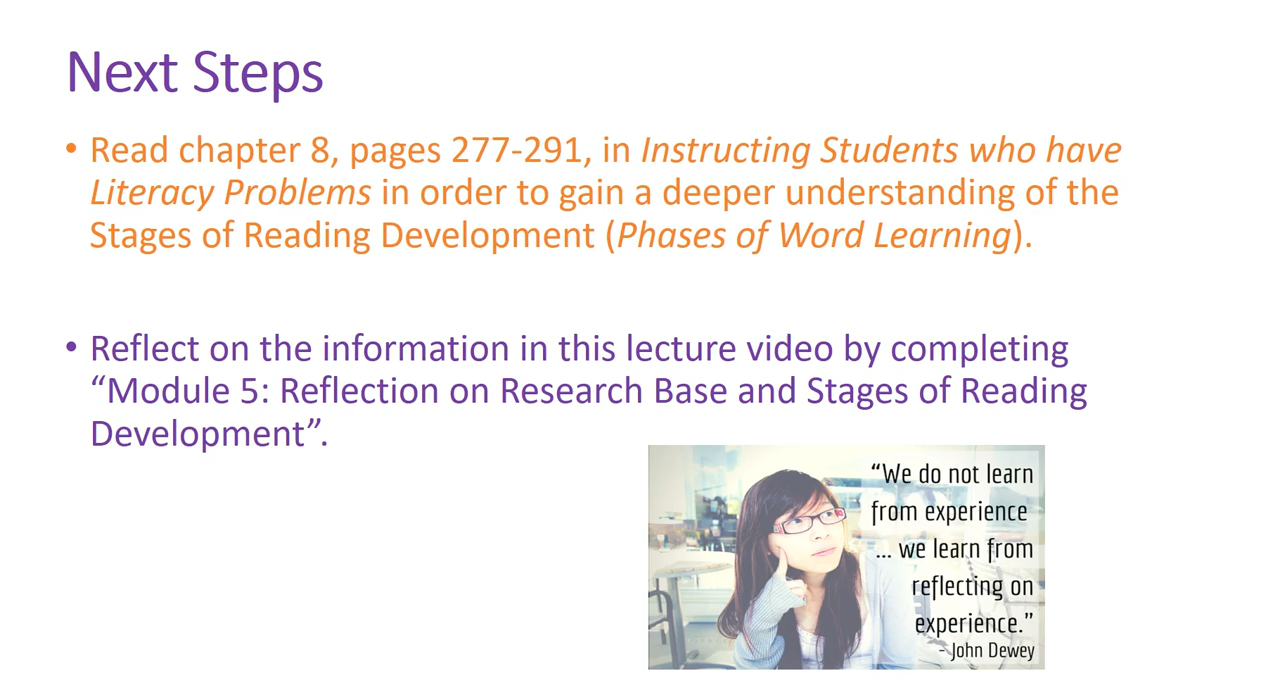 Next Steps
• Read chapter 8, pages 277-291, in Instructing Students who have
Literacy Problems in order to gain a deeper understanding of the
Stages of Reading Development (Phases of Word Learning).
• Reflect on the information in this lecture video by completing
“Module 5: Reflection on Research Base and Stages of Reading
Development”.
“We do not learn
from experience
... we learn from
reflecting on
experience.”
- John Dewey